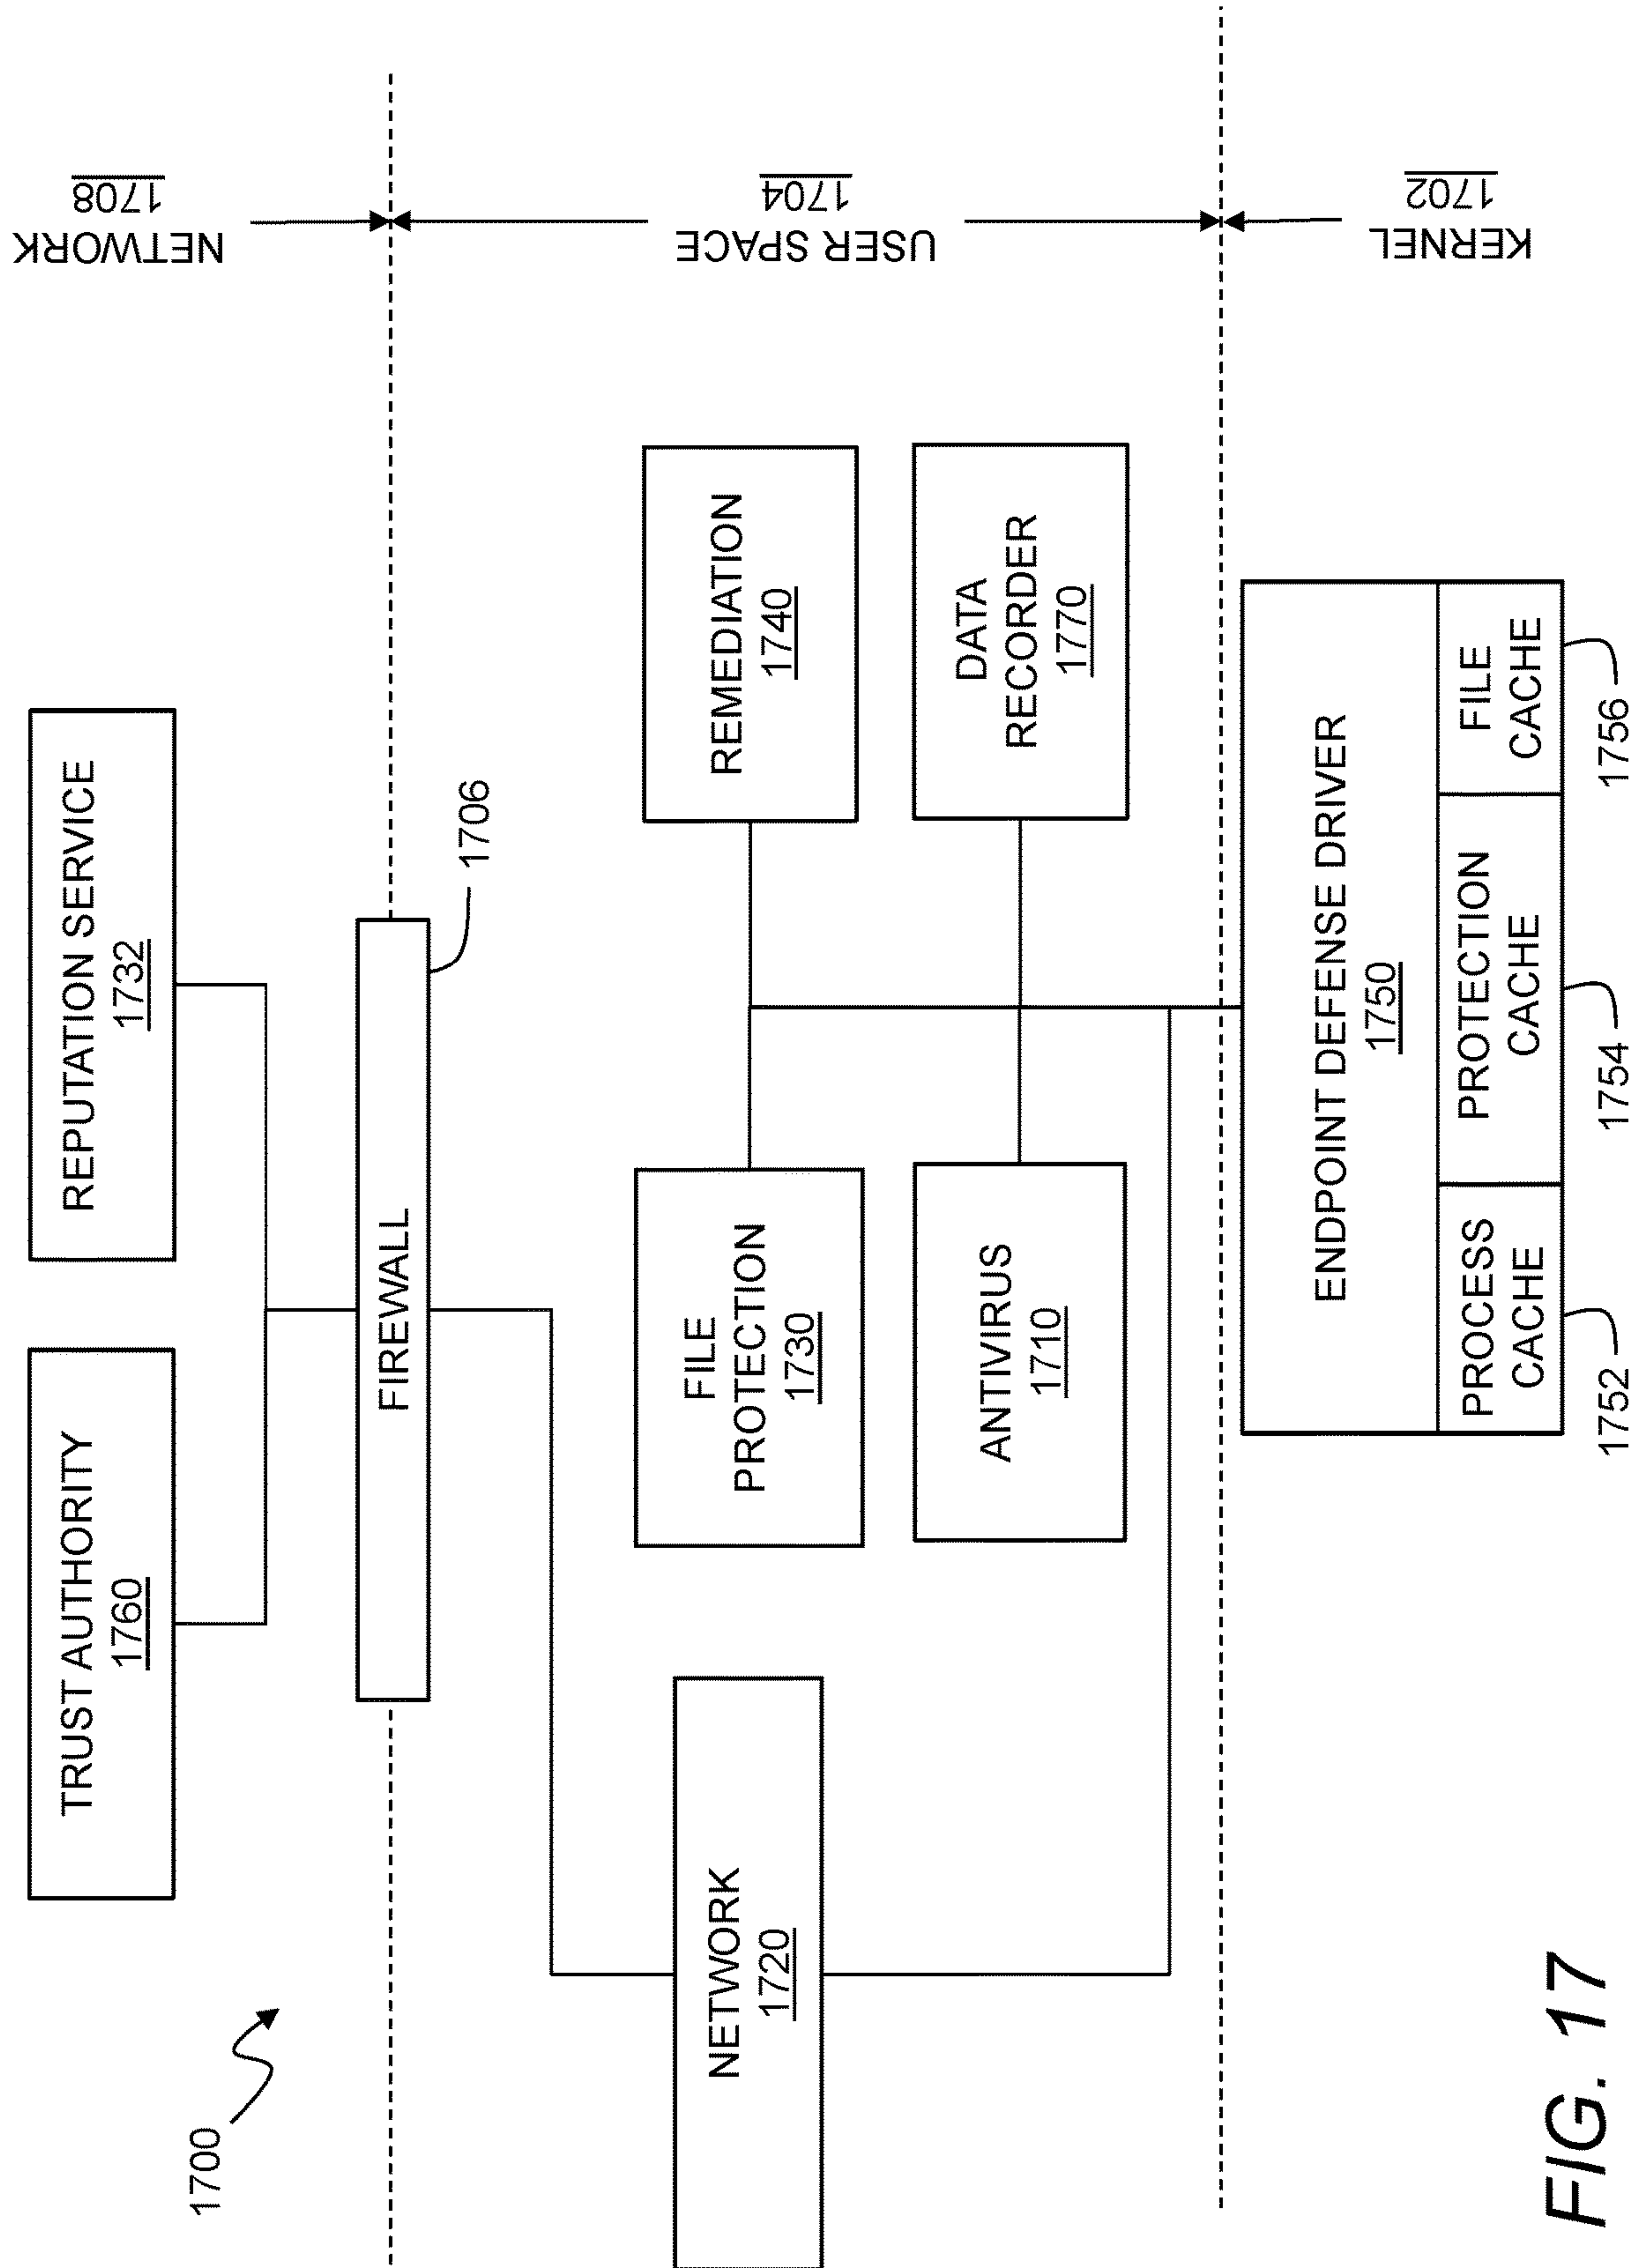 TRUST AUTHORITY
1760
REPUTATION SERVICE
1732
NETWORK
1708
1700
FIREWALL
1706
NETWORK
1720
FILE
PROTECTION
1730
REMEDIATION
1740
USER SPACE
1704
ANTIVIRUS
1710
DATA
RECORDER
1770
ENDPOINT DEFENSE DRIVER
1750
PROCESS
CACHE
PROTECTION
CACHE
FILE
CACHE
KERNEL
1702
1752
1754
1756
FIG. 17